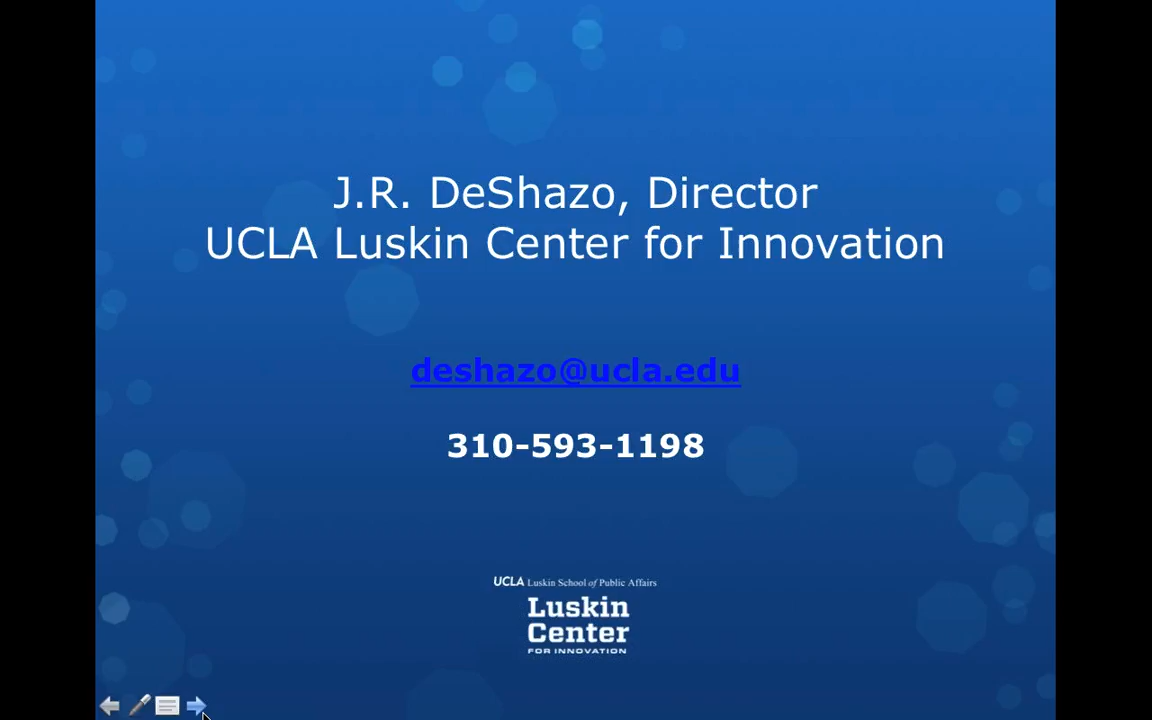 J.R. DeShazo, Director
UCLA Luskin Center for Innovation
deshazo@ucla.edu
310-593-1198
UCLA Luskin School of Public Affairs
Luskin
Center
FOR INNOVATION